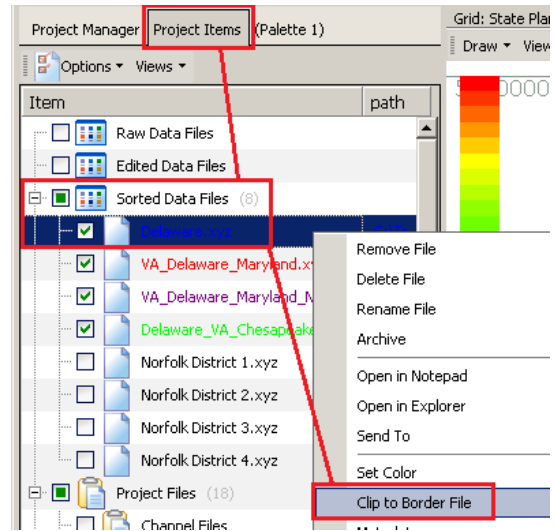 Project Manager Project Items (Palette 1)
Grid: State Plan
Options Views
Draw View
Item path
Raw Data Files
Edited Data Files
Sorted Data Files (8)
Delaware.xyz
VA_Delaware_Maryland.x
VA_Delaware_Maryland_N
Delaware_VA_Chesapeake
Norfolk District 1.xyz
Norfolk District 2.xyz
Norfolk District 3.xyz
Norfolk District 4.xyz
Project Files (18)
Channel Files
Remove File
Delete File
Rename File
Archive
Open in Notepad
Open in Explorer
Send To
Set Color
Clip to Border File